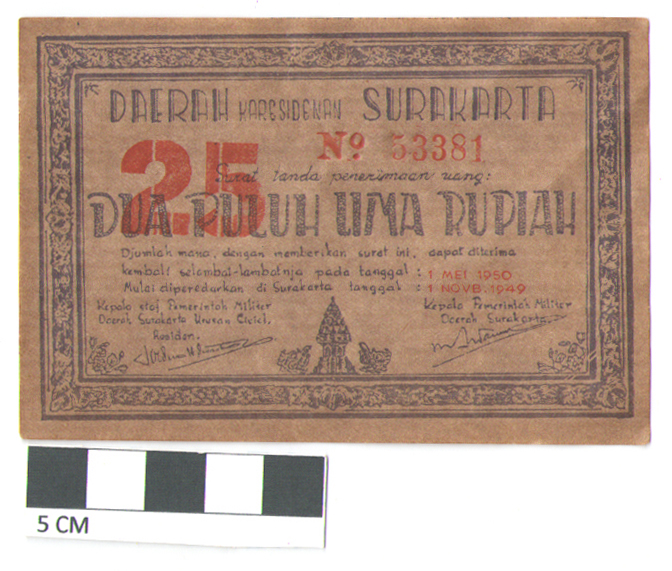 DAERAH KARESIDENAN SURAKARTA
25
No 53381
Surat tanda penerimaan uang:
DUA PULUH LIMA RUPIAH
Djumlah mana, dengan memberikan surat ini, dapat diterima
kembali selambat-lambatnja pada tanggal : 1 MEI 1950.
Mulai diperedarkan di Surakarta tanggal : 1 NOVB. 1949
Kepala staf Pemerintah Militer
Daerah Surakarta Urusan Ciciel,
Residen.
Kepala Pemerintah Militer
Daerah Surakarta.
5 CM